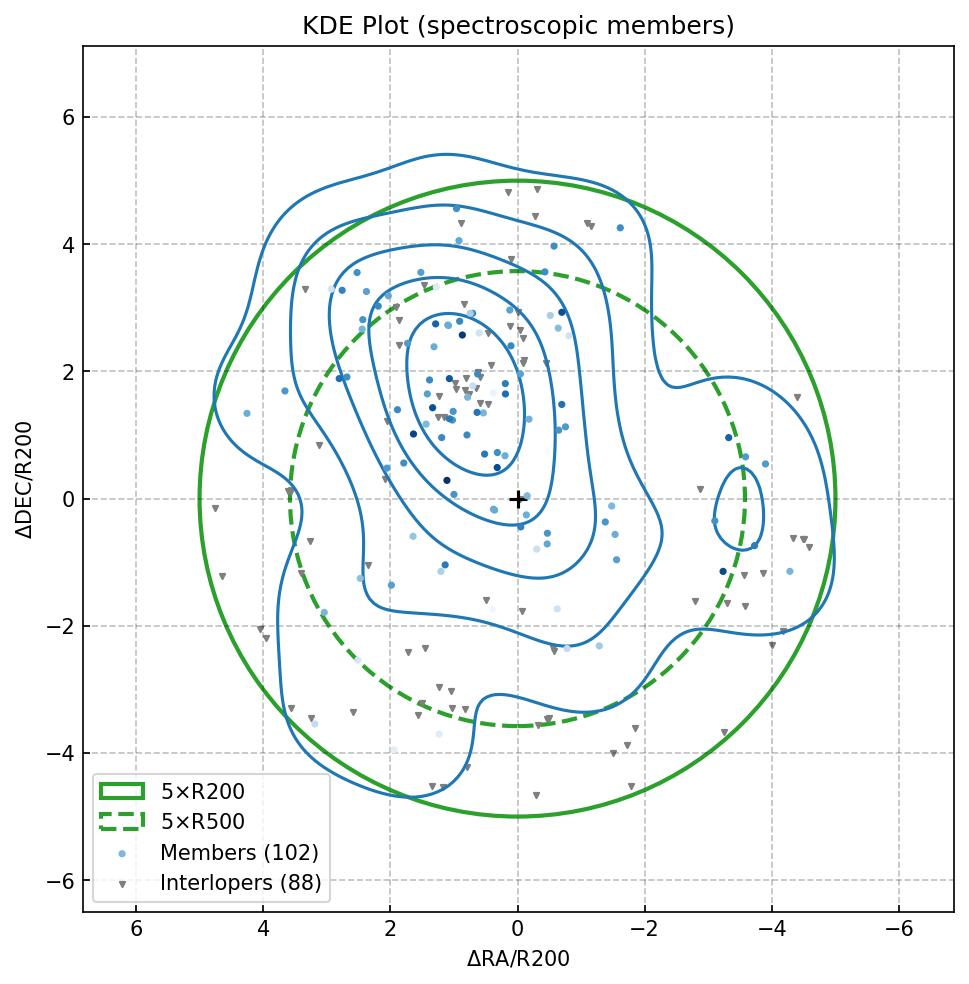 KDE Plot (spectroscopic members)
ΔDEC/R200
6
4
2
0
−2
−4
−6
5×R200
5×R500
Members (102)
Interlopers (88)
6 4 2 0 −2 −4 −6
ΔRA/R200